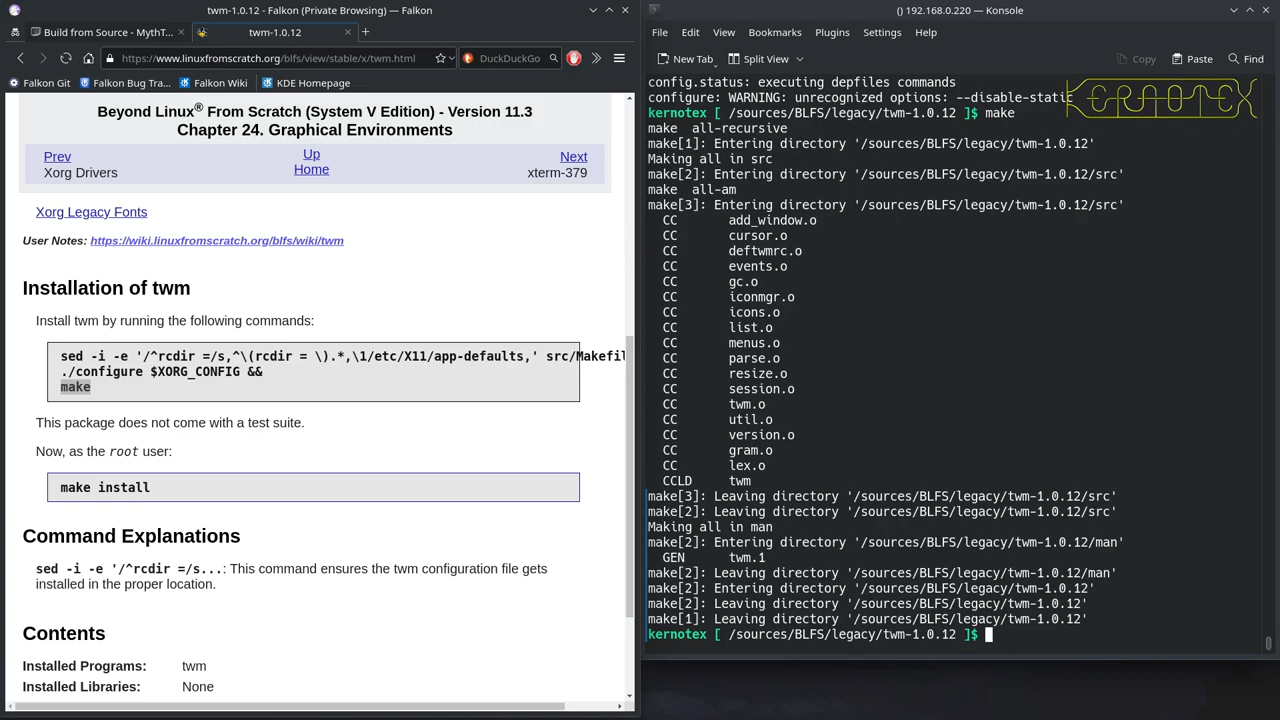 twm-1.0.12 - Falkon (Private Browsing) — Falkon
Build from Source - MythT...
twm-1.0.12
https://www.linuxfromscratch.org/blfs/view/stable/x/twm.html
DuckDuckGo
Falkon Git
Falkon Bug Tra...
Falkon Wiki
KDE Homepage
Beyond Linux® From Scratch (System V Edition) - Version 11.3
Chapter 24. Graphical Environments
Prev
Up
Next
Xorg Drivers
Home
xterm-379
Xorg Legacy Fonts
User Notes: https://wiki.linuxfromscratch.org/blfs/wiki/twm
Installation of twm
Install twm by running the following commands:
sed -i -e '/^rcdir =/s,^\(rcdir = \).*,\1/etc/X11/app-defaults,' src/Makefil
./configure $XORG_CONFIG &&
make
This package does not come with a test suite.
Now, as the root user:
make install
Command Explanations
sed -i -e '/^rcdir =/s...: This command ensures the twm configuration file gets
installed in the proper location.
Contents
Installed Programs: twm
Installed Libraries: None
() 192.168.0.220 — Konsole
File Edit View Bookmarks Plugins Settings Help
New Tab Split View Copy Paste Find
config.status: executing depfiles commands
configure: WARNING: unrecognized options: --disable-static
KERNOTEX
kernotex [ /sources/BLFS/legacy/twm-1.0.12 ]$ make
make  all-recursive
make[1]: Entering directory '/sources/BLFS/legacy/twm-1.0.12'
Making all in src
make[2]: Entering directory '/sources/BLFS/legacy/twm-1.0.12/src'
make  all-am
make[3]: Entering directory '/sources/BLFS/legacy/twm-1.0.12/src'
CC       add_window.o
CC       cursor.o
CC       deftwmrc.o
CC       events.o
CC       gc.o
CC       iconmgr.o
CC       icons.o
CC       list.o
CC       menus.o
CC       parse.o
CC       resize.o
CC       session.o
CC       twm.o
CC       util.o
CC       version.o
CC       gram.o
CC       lex.o
CCLD     twm
make[3]: Leaving directory '/sources/BLFS/legacy/twm-1.0.12/src'
make[2]: Leaving directory '/sources/BLFS/legacy/twm-1.0.12/src'
Making all in man
make[2]: Entering directory '/sources/BLFS/legacy/twm-1.0.12/man'
GEN      twm.1
make[2]: Leaving directory '/sources/BLFS/legacy/twm-1.0.12/man'
make[2]: Entering directory '/sources/BLFS/legacy/twm-1.0.12'
make[2]: Leaving directory '/sources/BLFS/legacy/twm-1.0.12'
make[1]: Leaving directory '/sources/BLFS/legacy/twm-1.0.12'
kernotex [ /sources/BLFS/legacy/twm-1.0.12 ]$